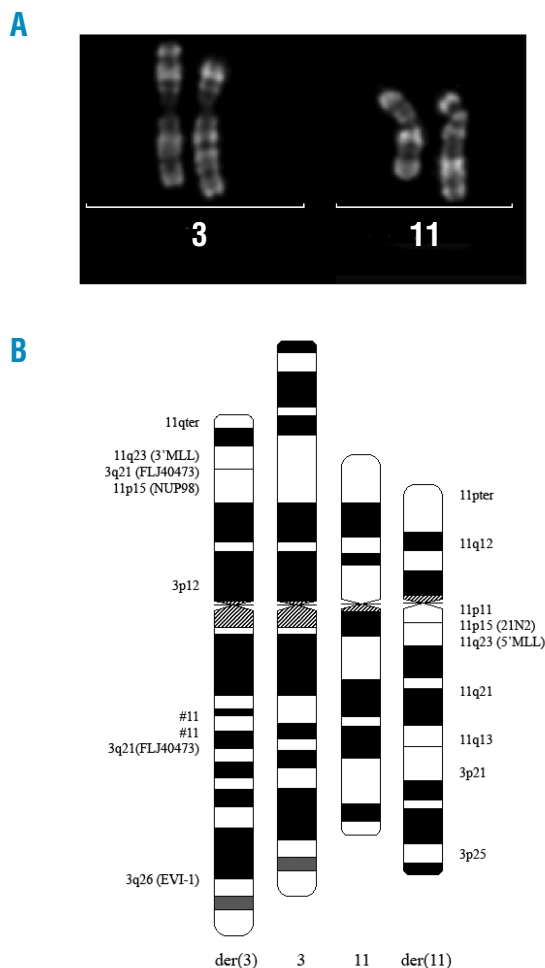 A
3
11
B
11qter
11q23 (3'MLL)
3q21 (FLJ40473)
11p15 (NUP98)
3p12
#11
#11
3q21(FLJ40473)
3q26 (EVI-1)
11pter
11q12
11p11
11p15 (21N2)
11q23 (5'MLL)
11q21
11q13
3p21
3p25
der(3)
3
11
der(11)